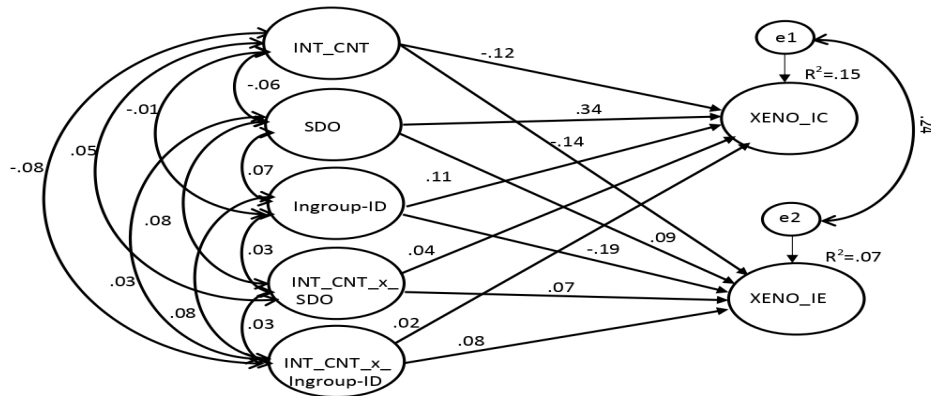 INT_CNT
SDO
Ingroup-ID
INT_CNT_x_
SDO
INT_CNT_x_
Ingroup-ID
-.08
.05
-.01
-.06
.07
.08
.03
.03
.08
.03
-.12
.34
-.14
.11
.04
-.19
.09
.07
.02
.08
e1
R²=.15
XENO_IC
.24
e2
R²=.07
XENO_IE